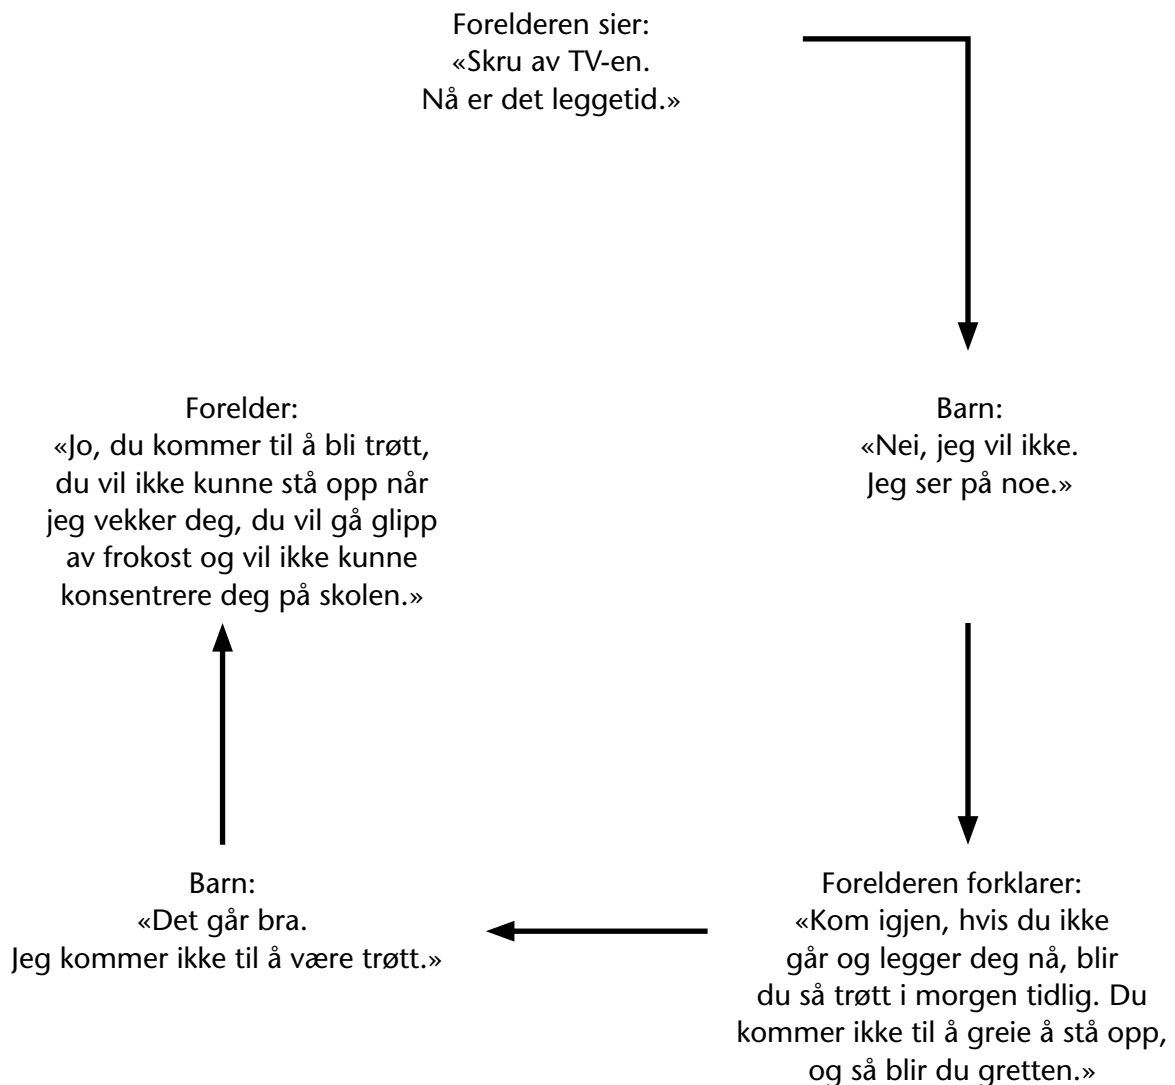 Forelderen sier:
«Skru av TV-en.
Nå er det leggetid.»
Barn:
«Nei, jeg vil ikke.
Jeg ser på noe.»
Forelderen forklarer:
«Kom igjen, hvis du ikke
går og legger deg nå, blir
du så trøtt i morgen tidlig. Du
kommer ikke til å greie å stå opp,
og så blir du gretten.»
Barn:
«Det går bra.
Jeg kommer ikke til å være trøtt.»
Forelder:
«Jo, du kommer til å bli trøtt,
du vil ikke kunne stå opp når
jeg vekker deg, du vil gå glipp
av frokost og vil ikke kunne
konsentrere deg på skolen.»